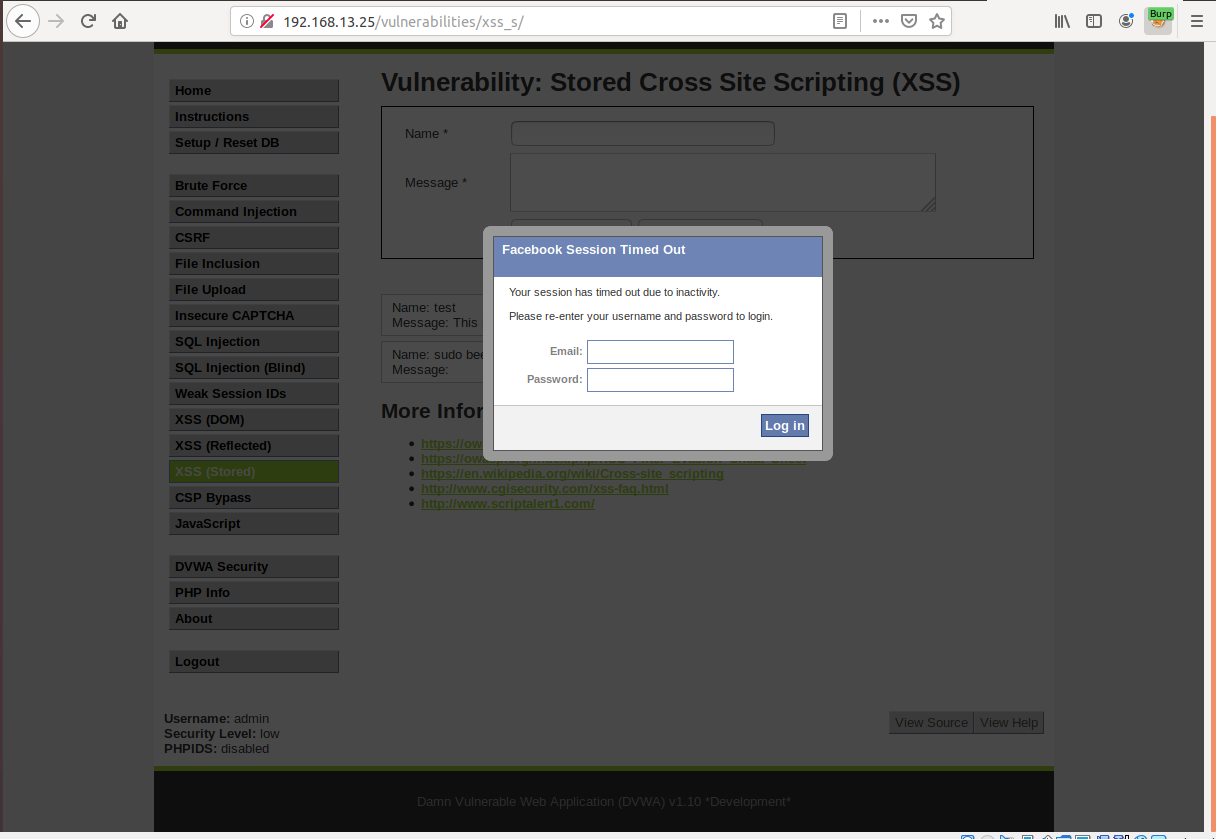 192.168.13.25/vulnerabilities/xss_s/
Burp
Home
Instructions
Setup / Reset DB
Brute Force
Command Injection
CSRF
File Inclusion
File Upload
Insecure CAPTCHA
SQL Injection
SQL Injection (Blind)
Weak Session IDs
XSS (DOM)
XSS (Reflected)
XSS (Stored)
CSP Bypass
JavaScript
DVWA Security
PHP Info
About
Logout
Vulnerability: Stored Cross Site Scripting (XSS)
Name *
Message *
Name: test
Message: This
Name: sudo bee
Message:
More Infor
https://ow
https://en.wikipedia.org/wiki/Cross-site_scripting
http://www.cgisecurity.com/xss-faq.html
http://www.scriptalert1.com/
Facebook Session Timed Out
Your session has timed out due to inactivity.
Please re-enter your username and password to login.
Email:
Password:
Log in
Username: admin
Security Level: low
PHPIDS: disabled
View Source View Help
Damn Vulnerable Web Application (DVWA) v1.10 *Development*